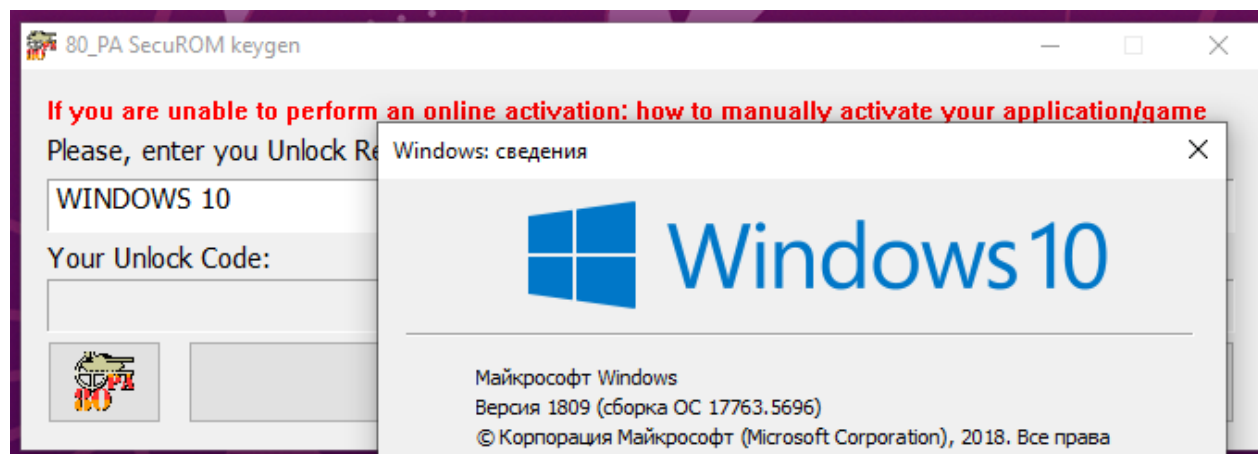 80_PA SecuROM keygen
If you are unable to perform an online activation: how to manually activate your application/game
Please, enter you Unlock
Windows: сведения
WINDOWS 10
Windows 10
Your Unlock Code:
Майкрософт Windows
Версия 1809 (сборка ОС 17763.5696)
© Корпорация Майкрософт (Microsoft Corporation), 2018. Все права